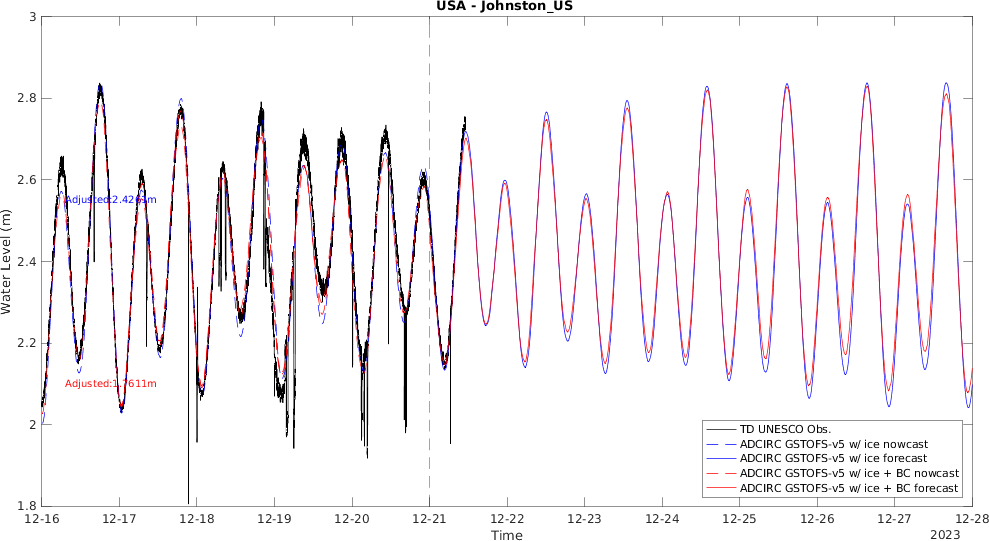 USA - Johnston_US
3
2.8
2.6
2.4
2.2
2
1.8
Water Level (m)
Adjusted:1.7611m
TD UNESCO Obs.
ADCIRC GSTOFS-v5 w/ ice nowcast
ADCIRC GSTOFS-v5 w/ ice forecast
ADCIRC GSTOFS-v5 w/ ice + BC nowcast
ADCIRC GSTOFS-v5 w/ ice + BC forecast
12-16 12-17 12-18 12-19 12-20 12-21 12-22 12-23 12-24 12-25 12-26 12-27 12-28
Time
2023